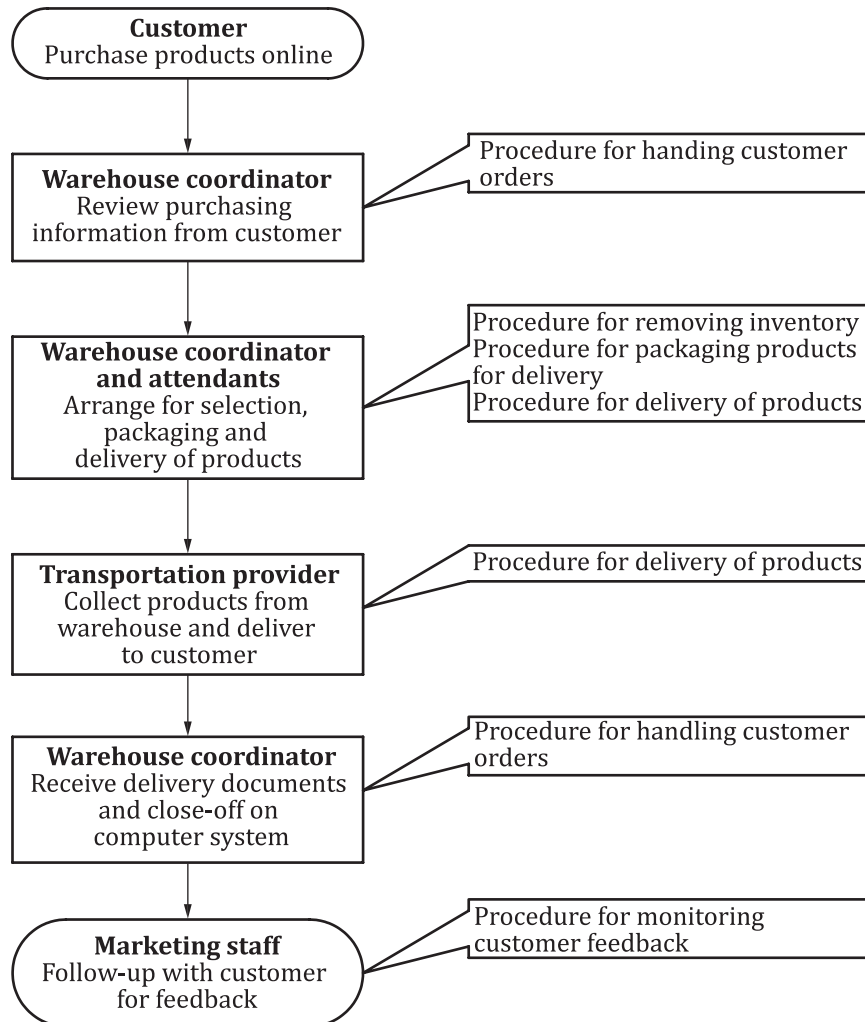 Customer
Purchase products online
Procedure for handing customer
orders
Warehouse coordinator
Review purchasing
information from customer
Procedure for removing inventory
Procedure for packaging products
for delivery
Procedure for delivery of products
Warehouse coordinator
and attendants
Arrange for selection,
packaging and
delivery of products
Procedure for delivery of products
Transportation provider
Collect products from
warehouse and deliver
to customer
Procedure for handling customer
orders
Warehouse coordinator
Receive delivery documents
and close-off on
computer system
Procedure for monitoring
customer feedback
Marketing staff
Follow-up with customer
for feedback